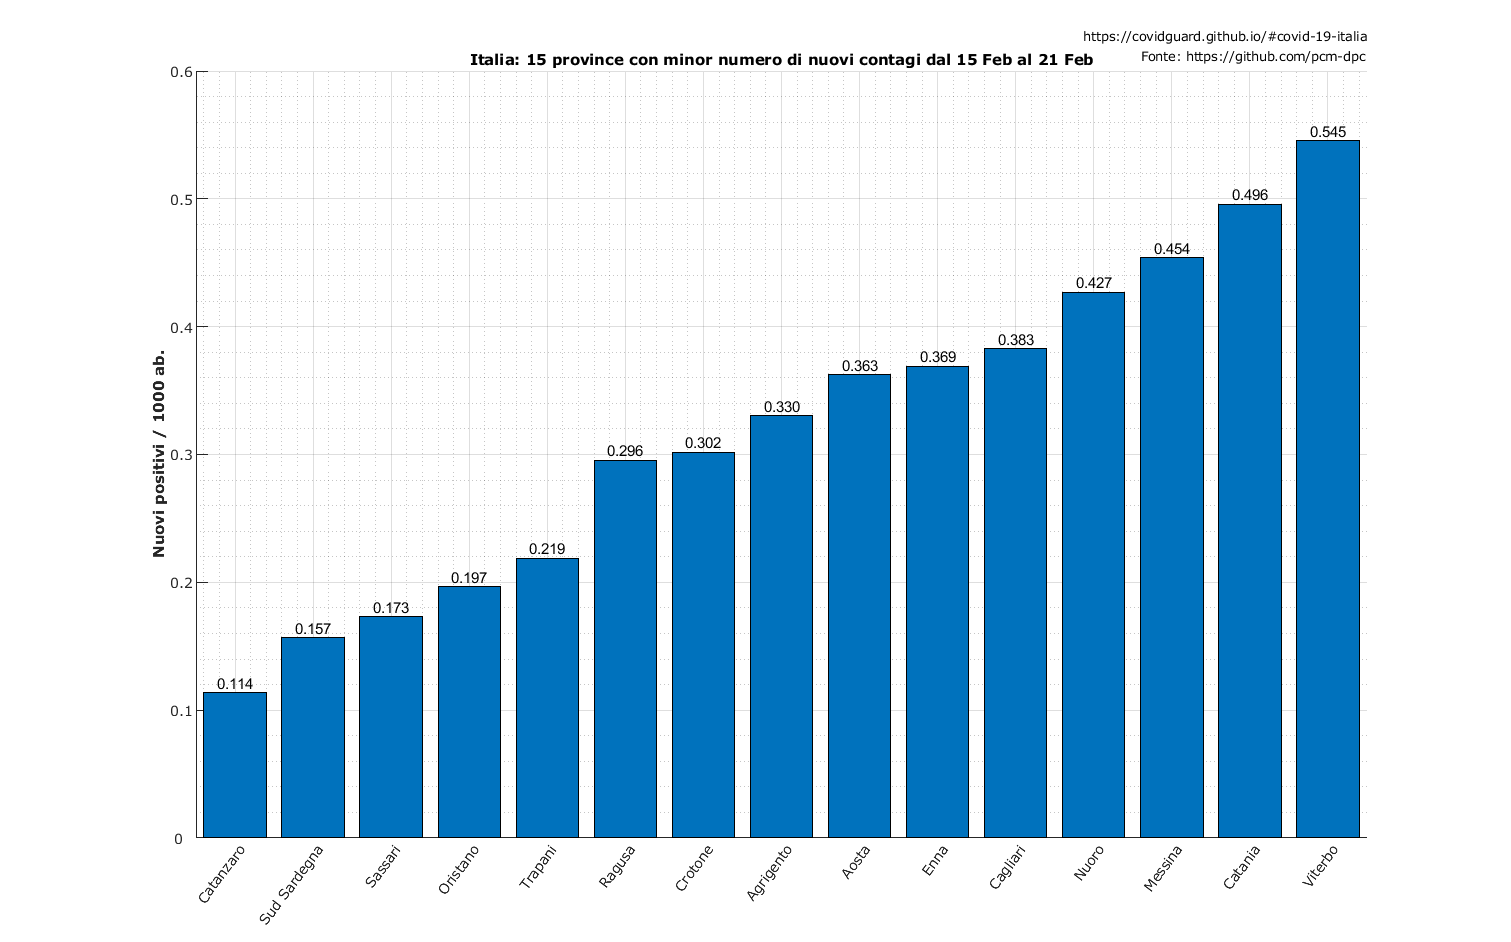 https://covidguard.github.io/#covid-19-italia
Fonte: https://github.com/pcm-dpc
Italia: 15 province con minor numero di nuovi contagi dal 15 Feb al 21 Feb
Nuovi positivi / 1000 ab.
0.6
0.5
0.4
0.3
0.2
0.1
0
0.114
0.157
0.173
0.197
0.219
0.296
0.302
0.330
0.363
0.369
0.383
0.427
0.454
0.496
0.545
Catanzaro
Sud Sardegna
Sassari
Oristano
Trapani
Ragusa
Crotone
Agrigento
Aosta
Enna
Cagliari
Nuoro
Messina
Catania
Viterbo